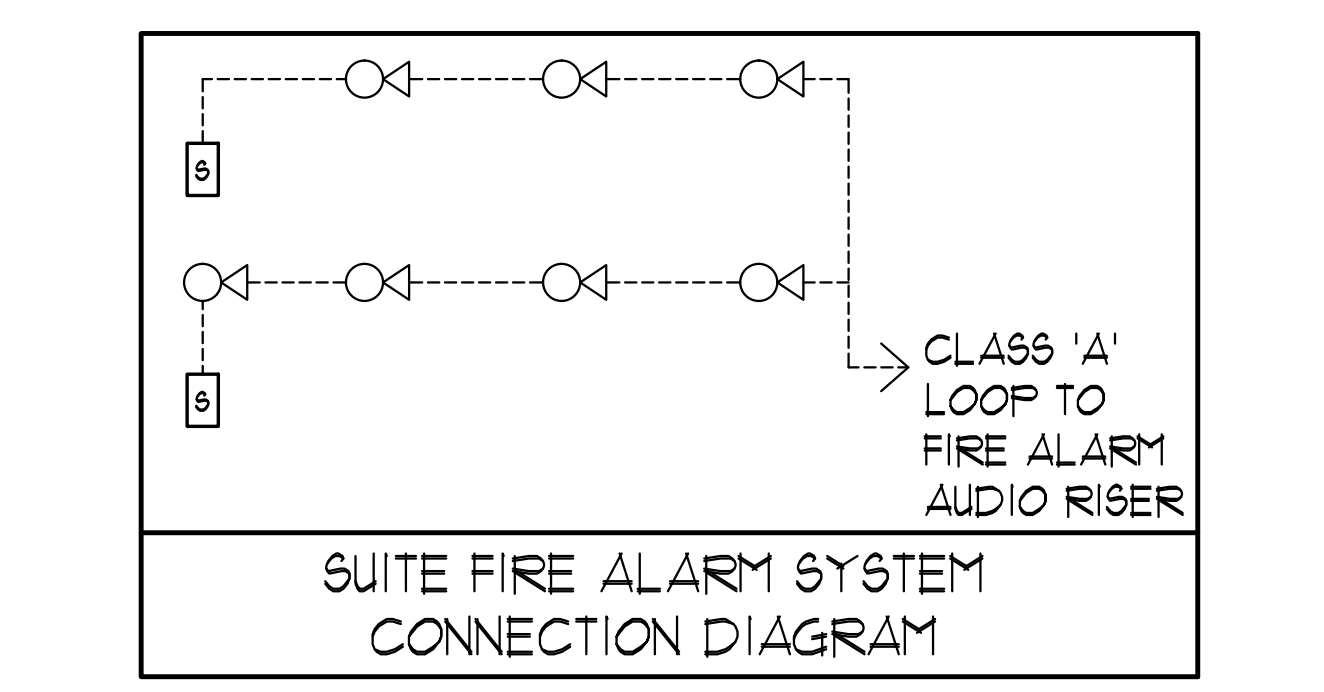 S
S
CLASS 'A'
LOOP TO
FIRE ALARM
AUDIO RISER
SUITE FIRE ALARM SYSTEM
CONNECTION DIAGRAM